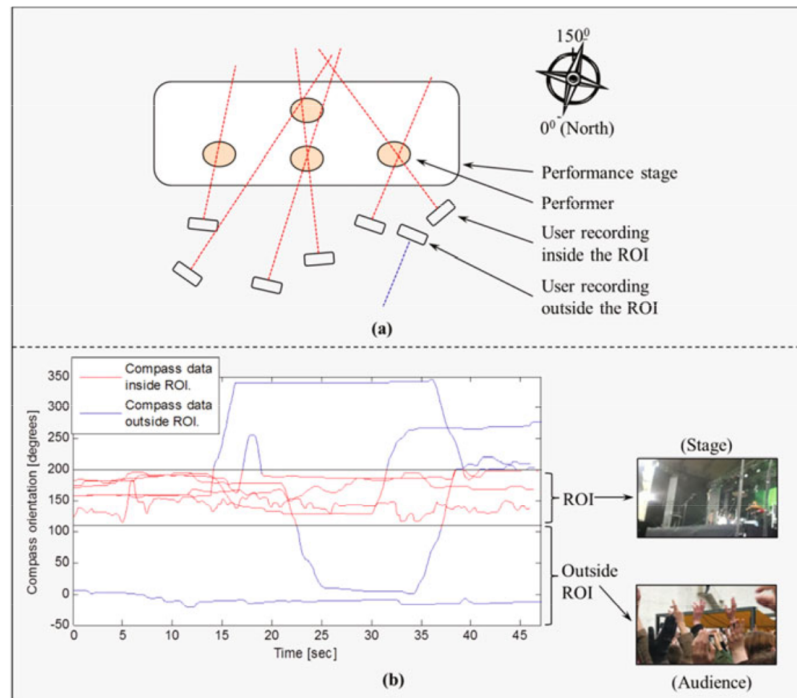 150⁰
0⁰ (North)
Performance stage
Performer
User recording
inside the ROI
User recording
outside the ROI
(a)
Compass data
inside ROI.
Compass data
outside ROI.
Compass orientation [degrees]
350
300
250
200
150
100
50
0
-50
0
5
10
15
20
25
30
35
40
45
Time [sec]
ROI
Outside
ROI
(Stage)
(Audience)
(b)